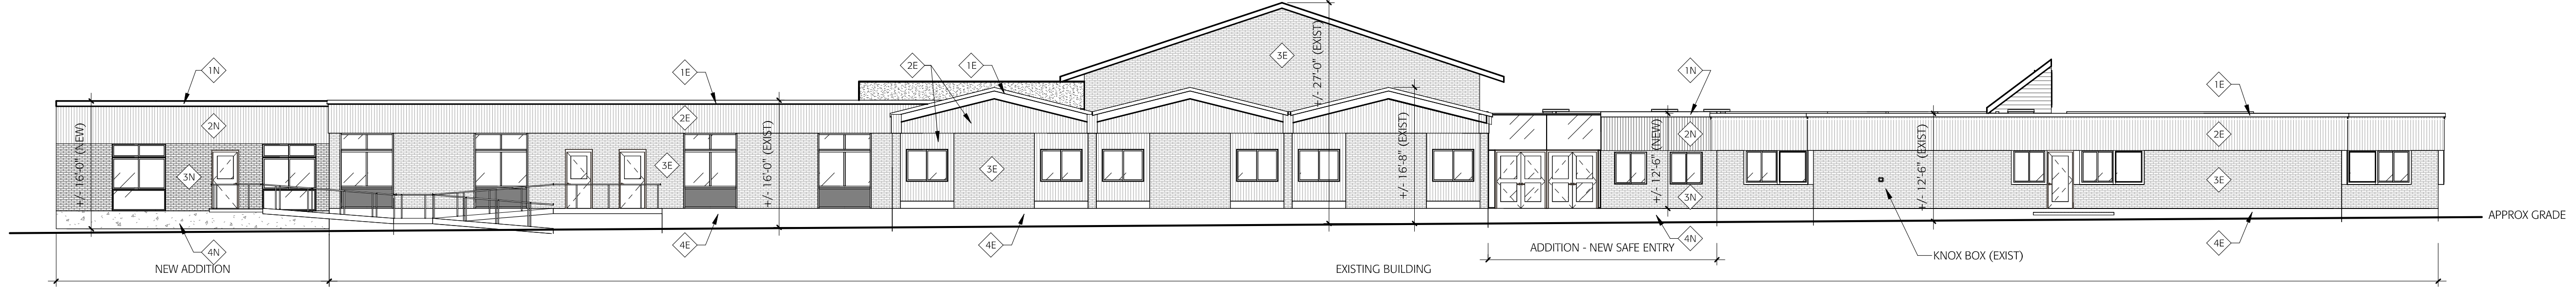 +/- 27'-0" (EXIST)
3E
2E
1E
1N
1E
1N
1E
+/- 16'-0" (NEW)
2N
2E
+/- 16'-0" (EXIST)
+/- 16'-8" (EXIST)
+/- 12'-6" (NEW)
2N
+/- 12'-6" (EXIST)
2E
3N
3E
3E
3N
3E
APPROX GRADE
4N
4E
4E
4N
4E
ADDITION - NEW SAFE ENTRY
KNOX BOX (EXIST)
NEW ADDITION
EXISTING BUILDING